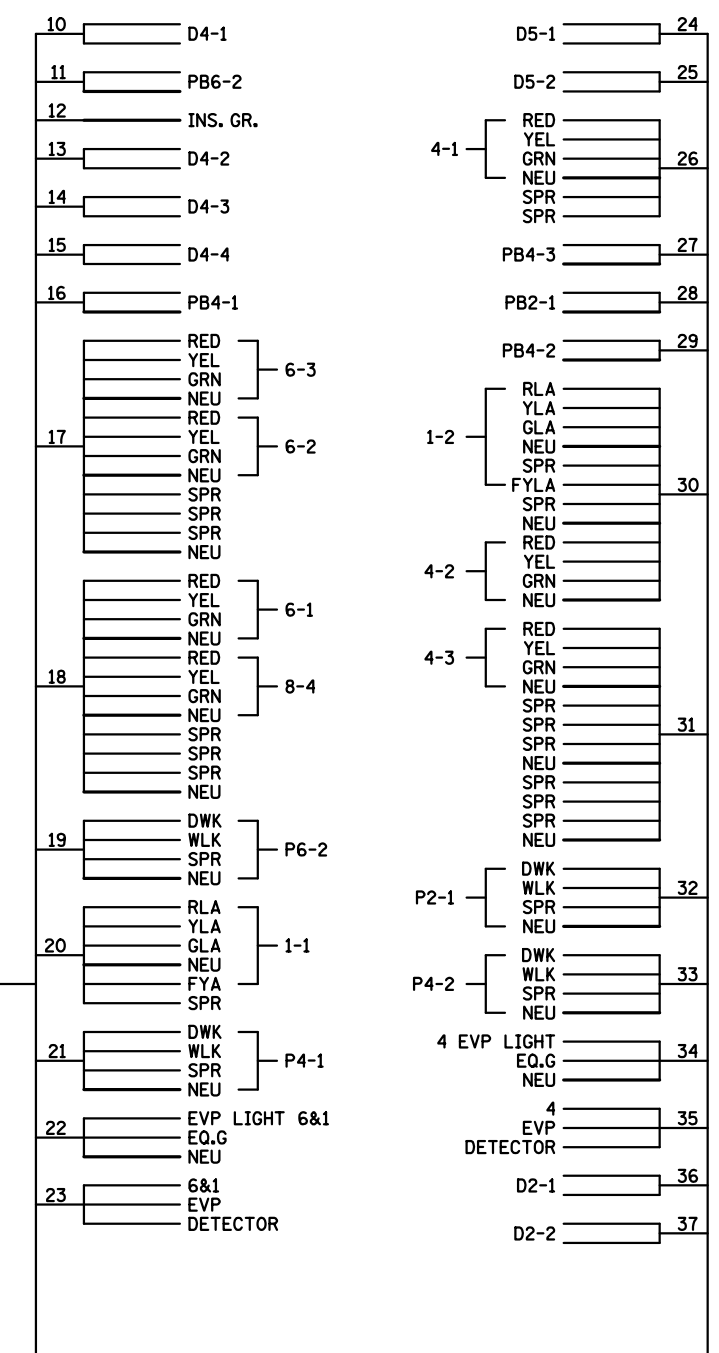 10 D4-1
11 PB6-2
12 INS. GR.
13 D4-2
14 D4-3
15 D4-4
16 PB4-1
17
RED
YEL
GRN
NEU
6-3
RED
YEL
GRN
NEU
6-2
SPR
SPR
SPR
NEU
18
RED
YEL
GRN
NEU
6-1
RED
YEL
GRN
NEU
8-4
SPR
SPR
SPR
NEU
19
DWK
WLK
SPR
NEU
P6-2
20
RLA
YLA
GLA
NEU
FYA
1-1
SPR
21
DWK
WLK
SPR
NEU
P4-1
22
EVP LIGHT 6&1
EQ.G
NEU
23
6&1
EVP
DETECTOR
D5-1 24
D5-2 25
4-1
RED
YEL
GRN
NEU
SPR
SPR
26
PB4-3 27
PB2-1 28
PB4-2 29
1-2
RLA
YLA
GLA
NEU
SPR
FYLA
SPR
NEU
30
4-2
RED
YEL
GRN
NEU
4-3
RED
YEL
GRN
NEU
SPR
SPR
SPR
NEU
SPR
SPR
SPR
NEU
31
P2-1
DWK
WLK
SPR
NEU
32
P4-2
DWK
WLK
SPR
NEU
33
4 EVP LIGHT
EQ.G
NEU
34
4
EVP
DETECTOR
35
D2-1 36
D2-2 37